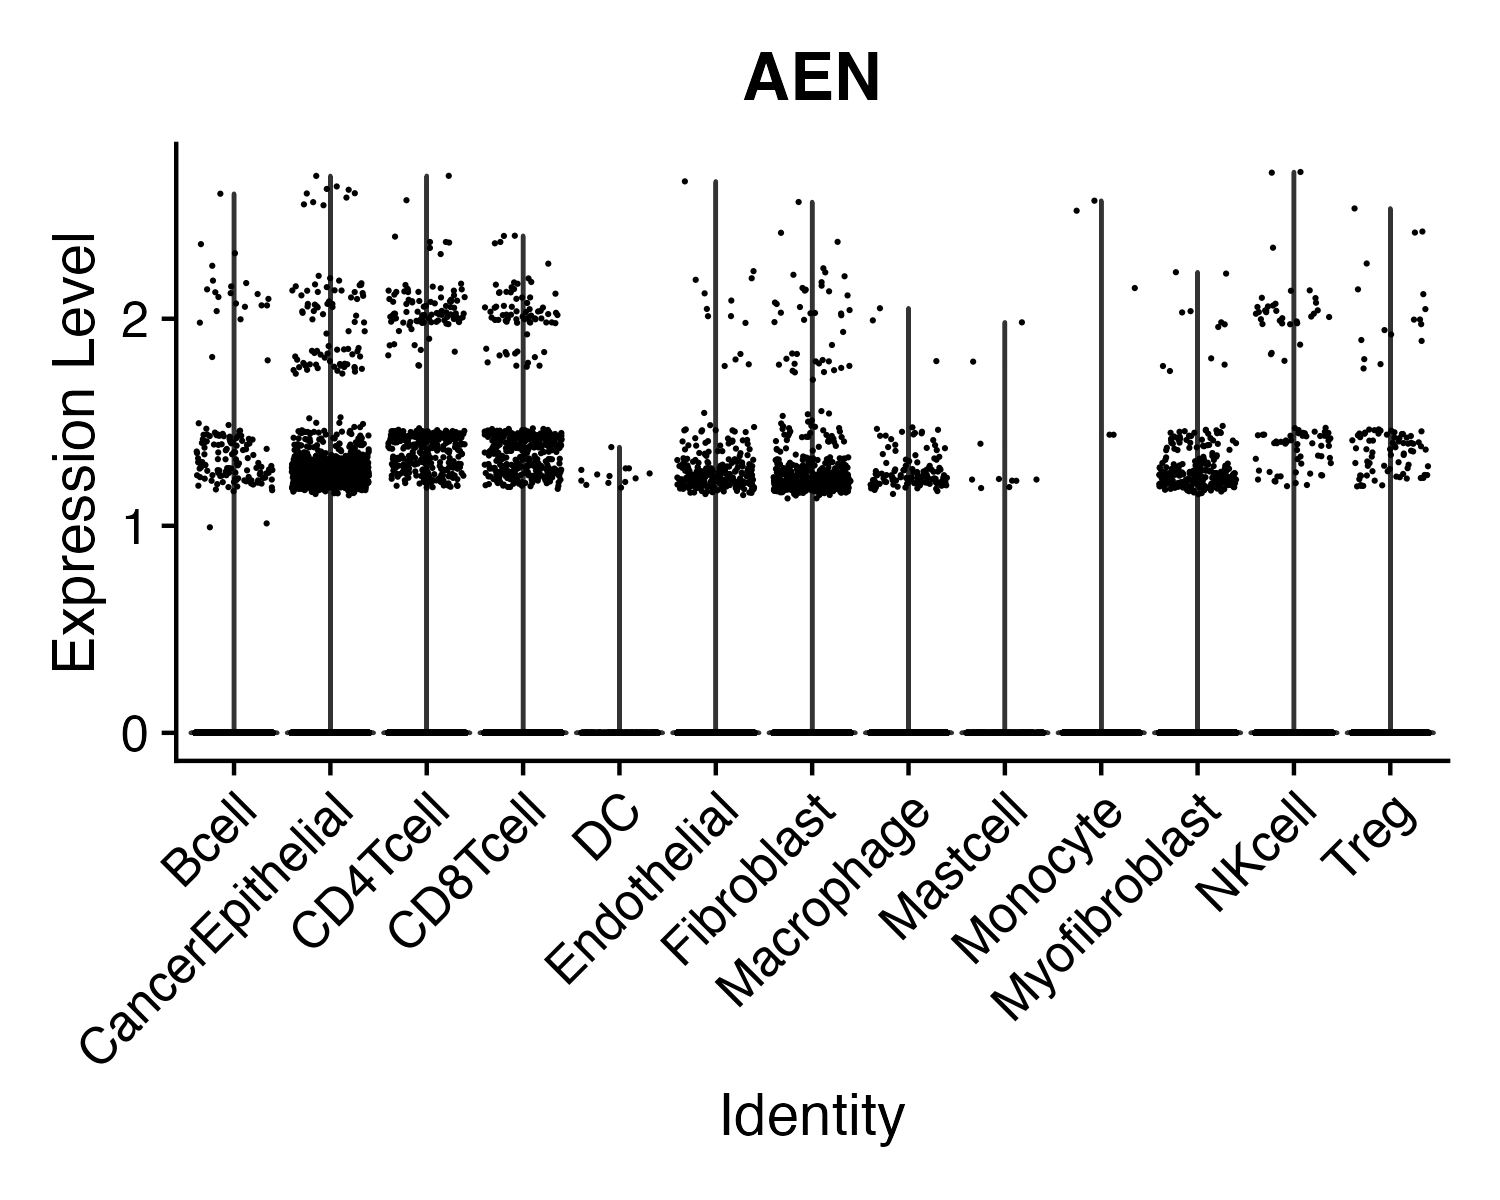 AEN
Expression Level
2
1
0
Bcell
CancerEpithelial
CD4Tcell
CD8Tcell
DC
Endothelial
Fibroblast
Macrophage
Mastcell
Monocyte
Myofibroblast
NKcell
Treg
Identity